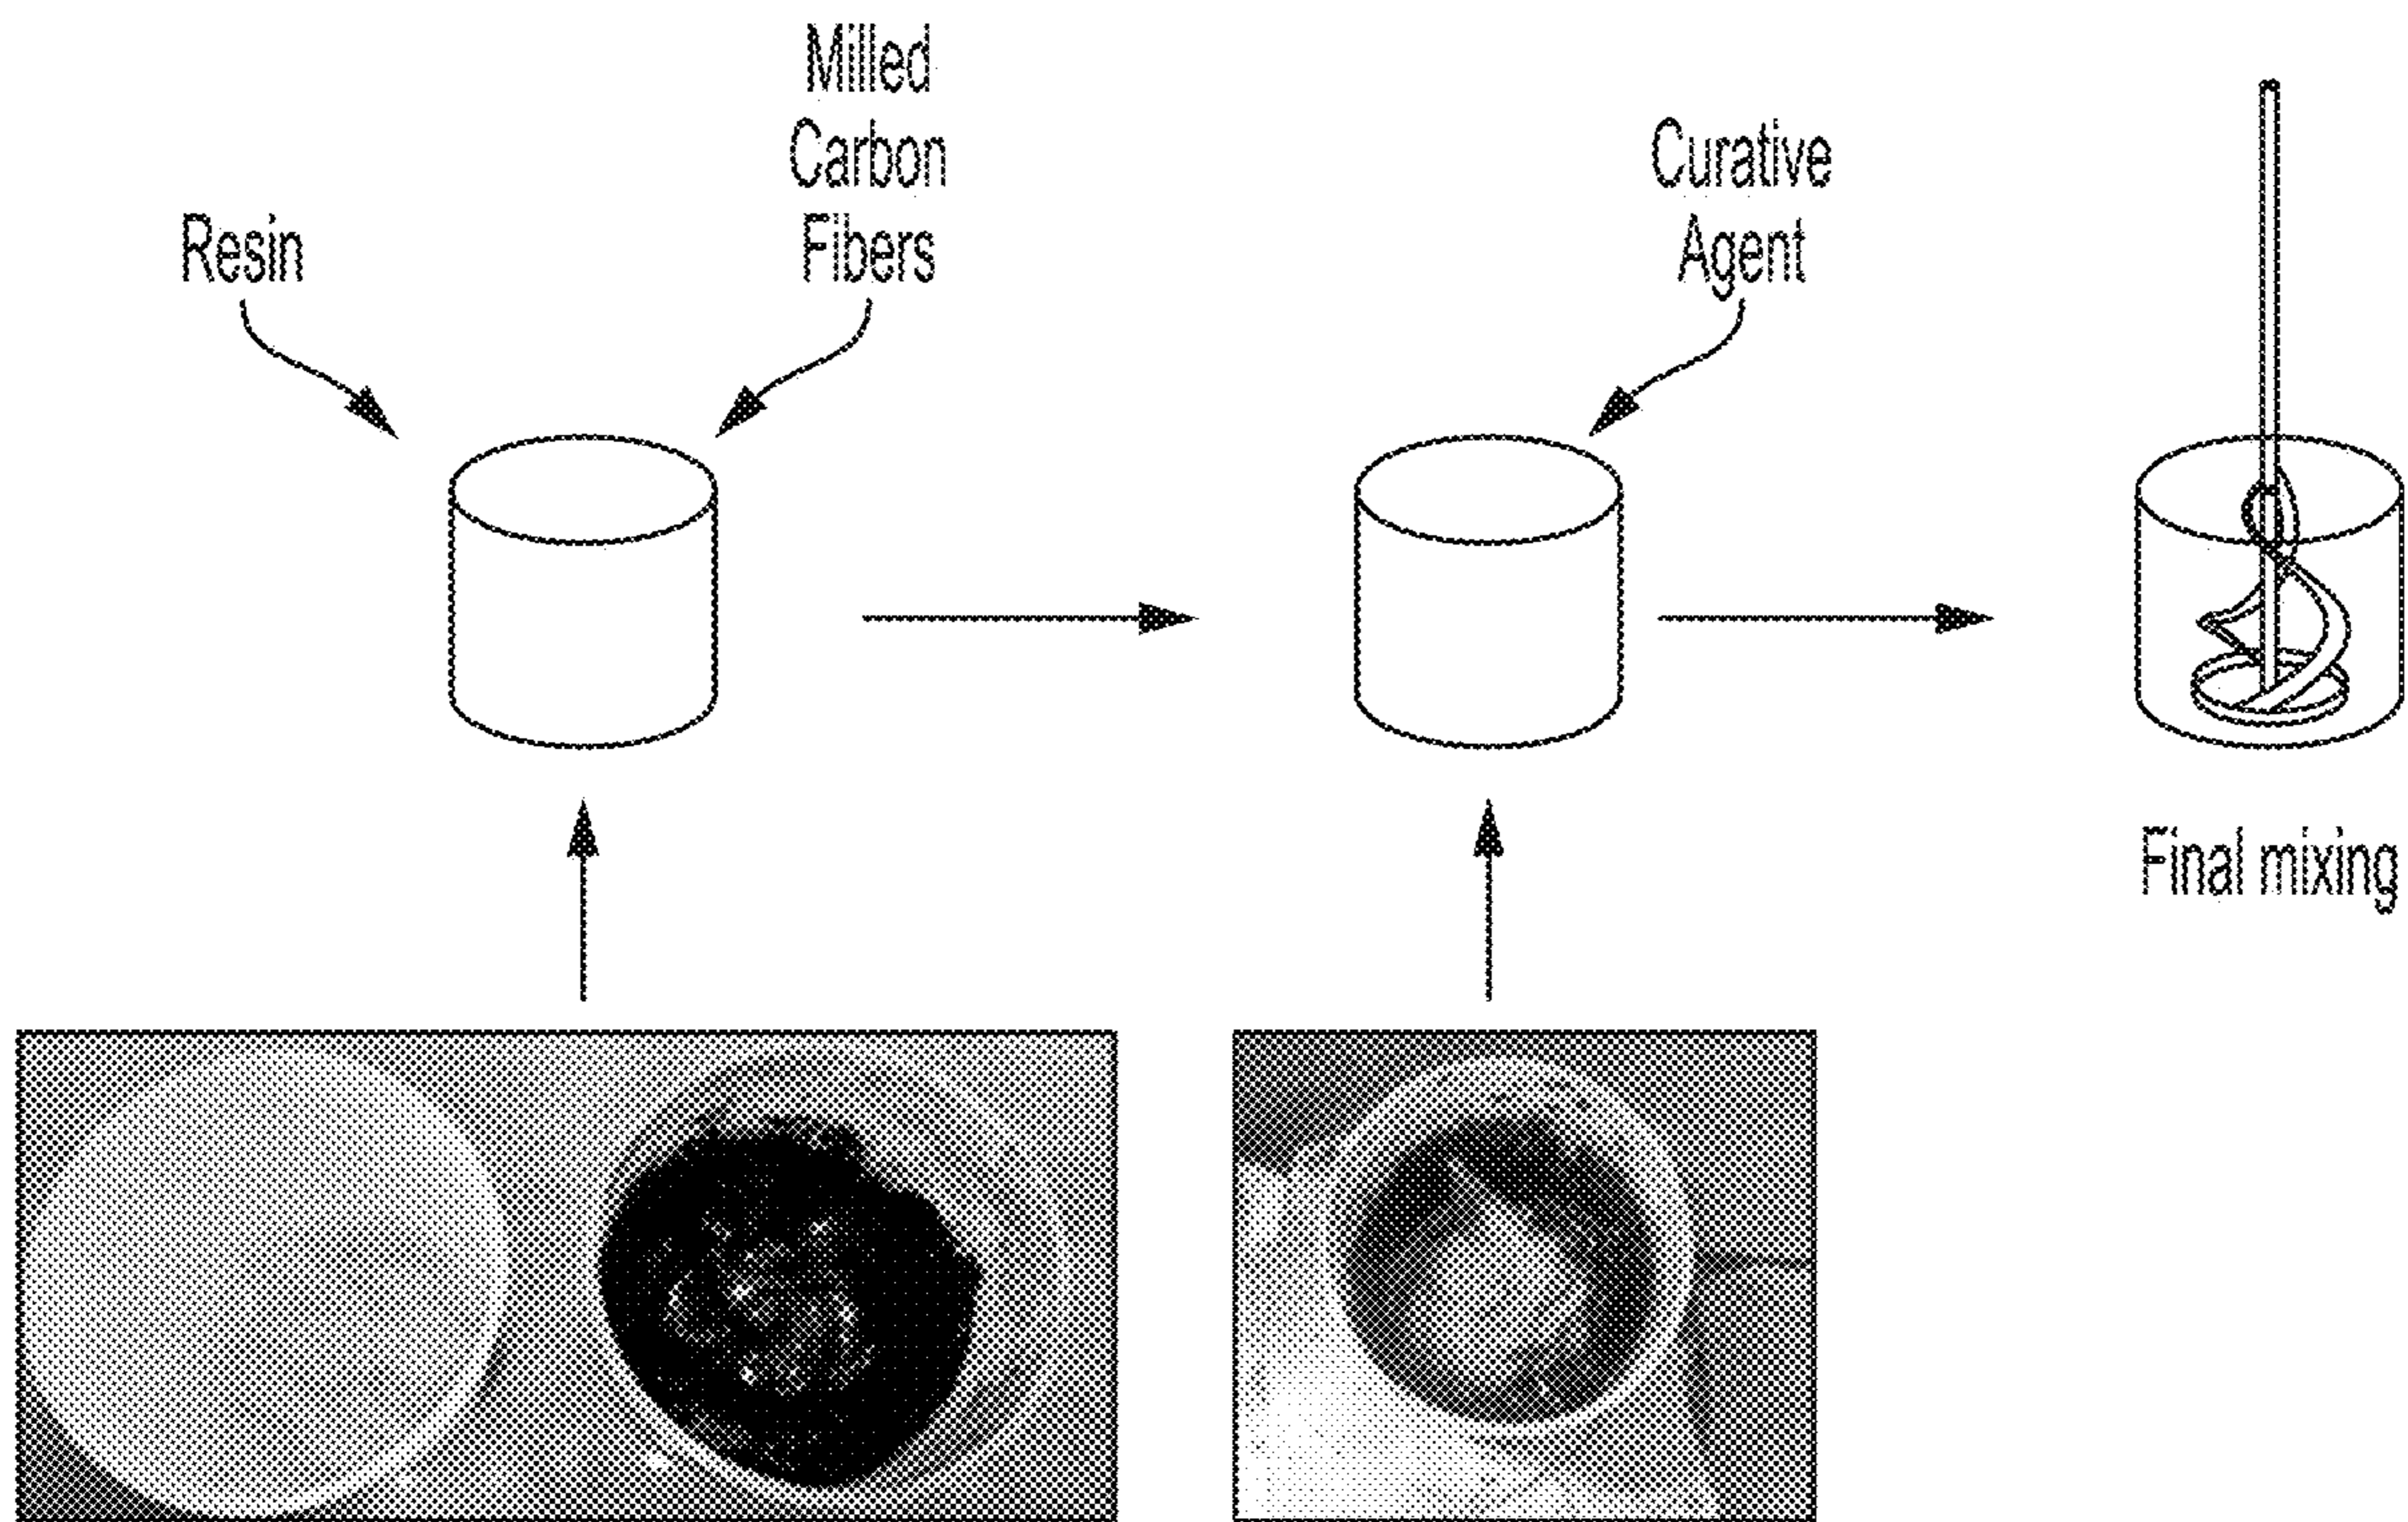 Resin
Milled
Carbon
Fibers
Curative
Agent
Final mixing